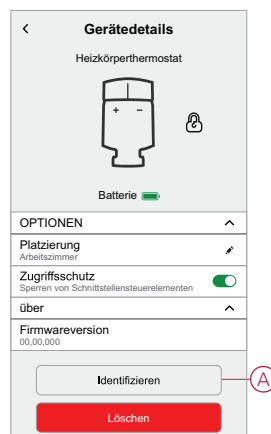 Gerätedetails
Heizkörperthermostat
+ -
Batterie
OPTIONEN
Platzierung
Arbeitszimmer
Zugriffsschutz
Sperren von Schnittstellensteuerelementen
über
Firmwareversion
00,00,000
Identifizieren
A
Löschen